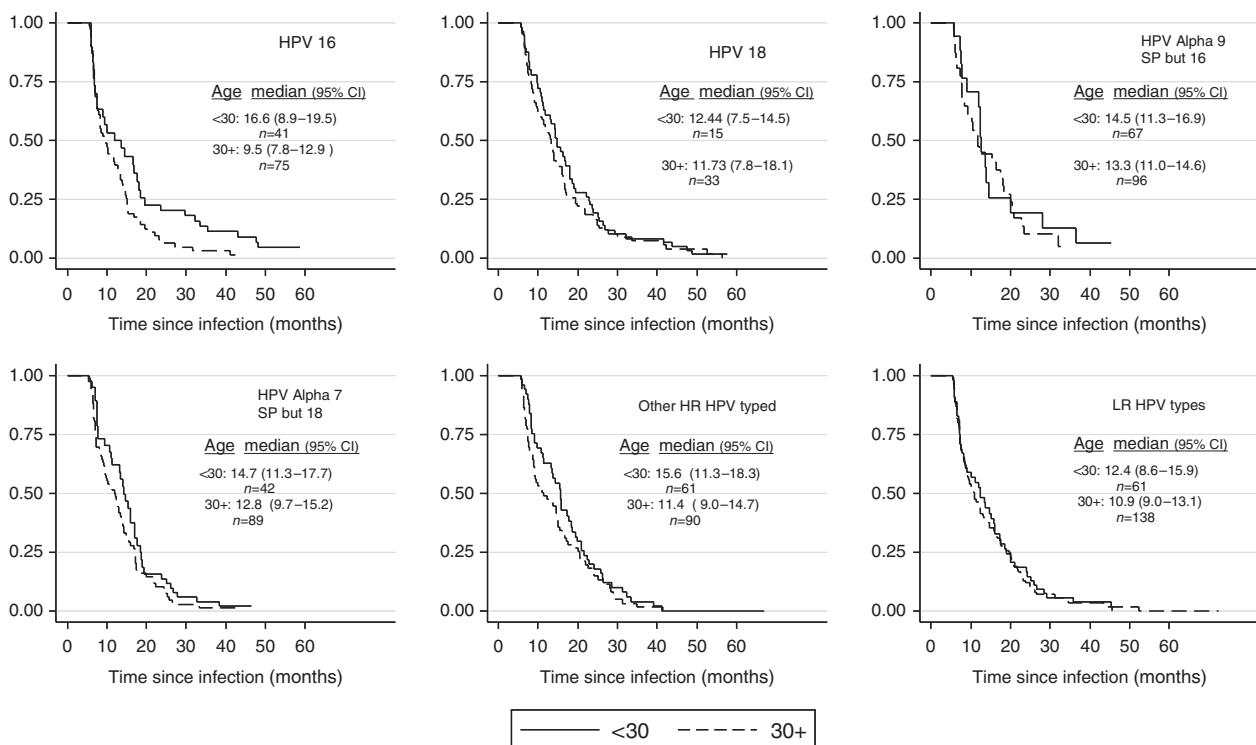 1.00
0.75
0.50
0.25
0.00
HPV 16
Age median (95% CI)
<30: 16.6 (8.9–19.5)
n=41
30+: 9.5 (7.8–12.9 )
n=75
0 10 20 30 40 50 60
Time since infection (months)
1.00
0.75
0.50
0.25
0.00
HPV 18
Age median (95% CI)
<30: 12.44 (7.5–14.5)
n=15
30+: 11.73 (7.8–18.1)
n=33
0 10 20 30 40 50 60
Time since infection (months)
1.00
0.75
0.50
0.25
0.00
HPV Alpha 9
SP but 16
Age median (95% CI)
<30: 14.5 (11.3–16.9)
n=67
30+: 13.3 (11.0–14.6)
n=96
0 10 20 30 40 50 60
Time since infection (months)
1.00
0.75
0.50
0.25
0.00
HPV Alpha 7
SP but 18
Age median (95% CI)
<30: 14.7 (11.3–17.7)
n=42
30+: 12.8 (9.7–15.2)
n=89
0 10 20 30 40 50 60
Time since infection (months)
1.00
0.75
0.50
0.25
0.00
Other HR HPV typed
Age median (95% CI)
<30: 15.6 (11.3–18.3)
n=61
30+: 11.4 ( 9.0–14.7)
n=90
0 10 20 30 40 50 60
Time since infection (months)
1.00
0.75
0.50
0.25
0.00
LR HPV types
Age median (95% CI)
<30: 12.4 (8.6–15.9)
n=61
30+: 10.9 (9.0–13.1)
n=138
0 10 20 30 40 50 60
Time since infection (months)
<30 30+